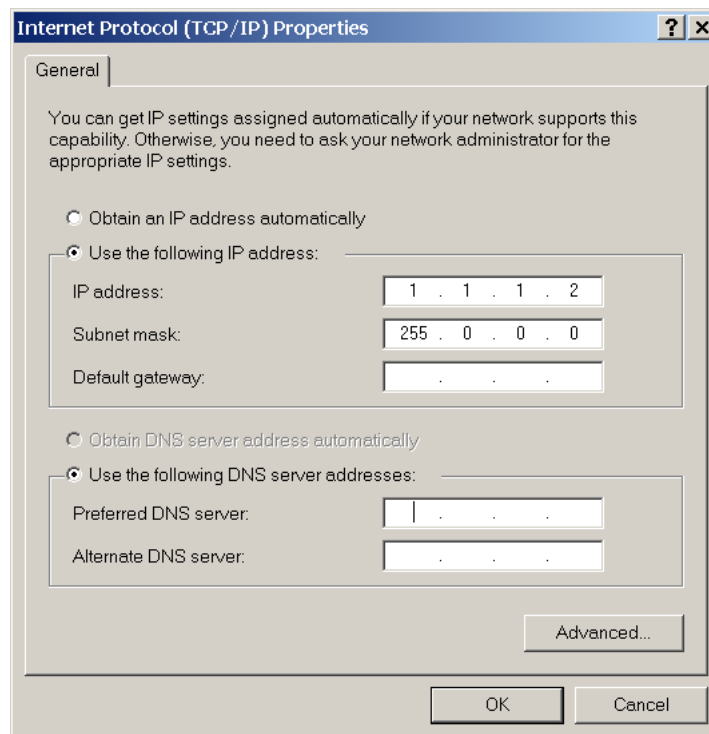 Internet Protocol (TCP/IP) Properties ? ×
General
You can get IP settings assigned automatically if your network supports this
capability. Otherwise, you need to ask your network administrator for the
appropriate IP settings.
Obtain an IP address automatically
Use the following IP address:
IP address: 1 . 1 . 1 . 2
Subnet mask: 255 . 0 . 0 . 0
Default gateway: . . .
Obtain DNS server address automatically
Use the following DNS server addresses:
Preferred DNS server: . . .
Alternate DNS server: . . .
Advanced...
OK Cancel